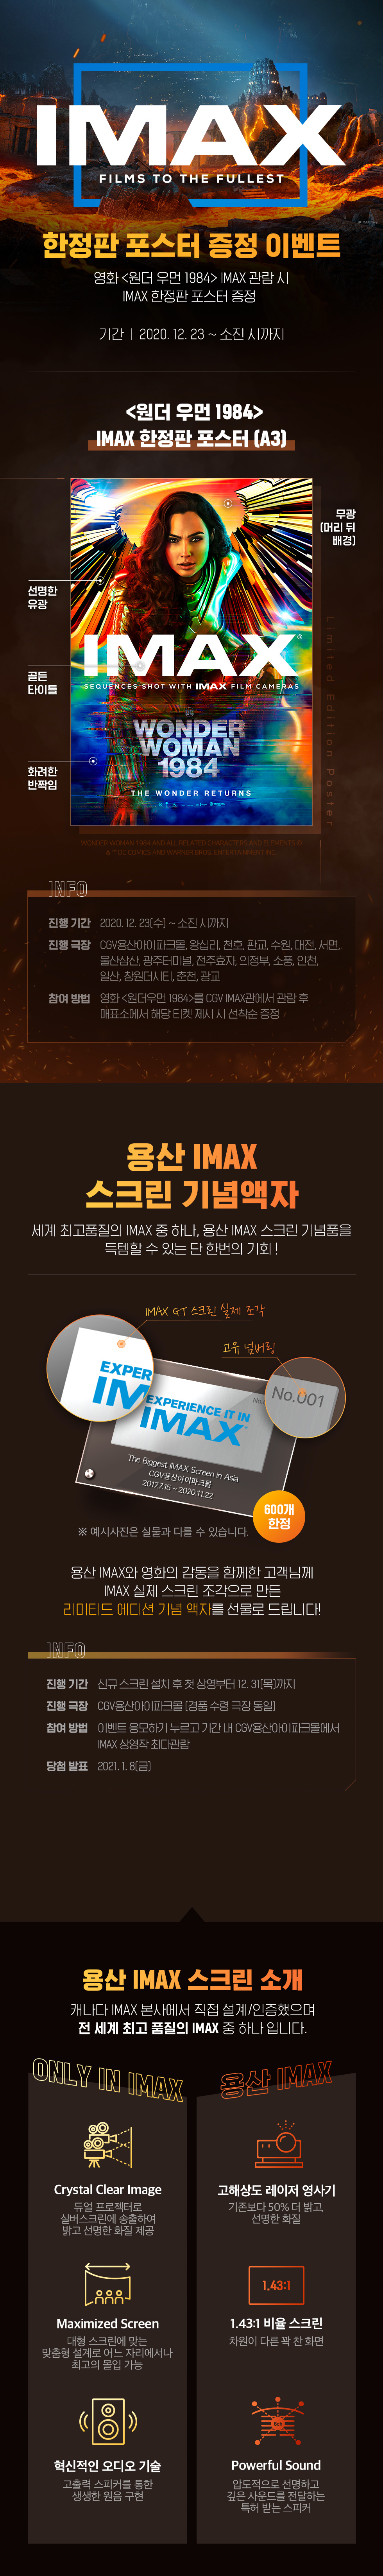 IMAX
FILMS TO THE FULLEST
한정판 포스터 증정 이벤트
영화 <원더 우먼 1984> IMAX 관람 시
IMAX 한정판 포스터 증정
기간 | 2020. 12. 23 ~ 소진 시까지
<원더 우먼 1984>
IMAX 한정판 포스터 (A3)
무광
(머리 뒤
배경)
선명한
유광
IMAX®
SEQUENCES SHOT WITH IMAX FILM CAMERAS
골든
타이틀
WONDER
WOMAN
1984
화려한
반짝임
THE WONDER RETURNS
Limited Edition Poster
WONDER WOMAN 1984 AND ALL RELATED CHARACTERS AND ELEMENTS ©
& ™ DC COMICS AND WARNER BROS. ENTERTAINMENT INC.
INFO
진행 기간 2020. 12. 23(수) ~ 소진 시까지
진행 극장 CGV용산아이파크몰, 왕십리, 천호, 판교, 수원, 대전, 서면,
울산삼산, 광주터미널, 전주효자, 의정부, 소풍, 인천,
일산, 창원더시티, 춘천, 광교
참여 방법 영화 <원더우먼 1984>를 CGV IMAX관에서 관람 후
매표소에서 해당 티켓 제시 시 선착순 증정
용산 IMAX
스크린 기념액자
세계 최고품질의 IMAX 중 하나, 용산 IMAX 스크린 기념품을
득템할 수 있는 단 한번의 기회 !
IMAX GT 스크린 실제 조각
고유 넘버링
EXPER
IM
EXPERIENCE IT IN
IMAX®
No.001
The Biggest IMAX Screen in Asia
CGV용산아이파크몰
2017.7.15 ~ 2020.11.22
600개
한정
※ 예시사진은 실물과 다를 수 있습니다.
용산 IMAX와 영화의 감동을 함께한 고객님께
IMAX 실제 스크린 조각으로 만든
리미티드 에디션 기념 액자를 선물로 드립니다!
INFO
진행 기간 신규 스크린 설치 후 첫 상영부터 12. 31(목)까지
진행 극장 CGV용산아이파크몰 (경품 수령 극장 동일)
참여 방법 이벤트 응모하기 누르고 기간 내 CGV용산아이파크몰에서
IMAX 상영작 최다관람
당첨 발표 2021. 1. 8(금)
용산 IMAX 스크린 소개
캐나다 IMAX 본사에서 직접 설계/인증했으며
전 세계 최고 품질의 IMAX 중 하나 입니다.
ONLY IN IMAX
Crystal Clear Image
듀얼 프로젝터로
실버스크린에 송출하여
밝고 선명한 화질 제공
Maximized Screen
대형 스크린에 맞는
맞춤형 설계로 어느 자리에서나
최고의 몰입 가능
혁신적인 오디오 기술
고출력 스피커를 통한
생생한 원음 구현
용산 IMAX
고해상도 레이저 영사기
기존보다 50% 더 밝고,
선명한 화질
1.43:1
1.43:1 비율 스크린
차원이 다른 꽉 찬 화면
Powerful Sound
압도적으로 선명하고
깊은 사운드를 전달하는
특허 받는 스피커